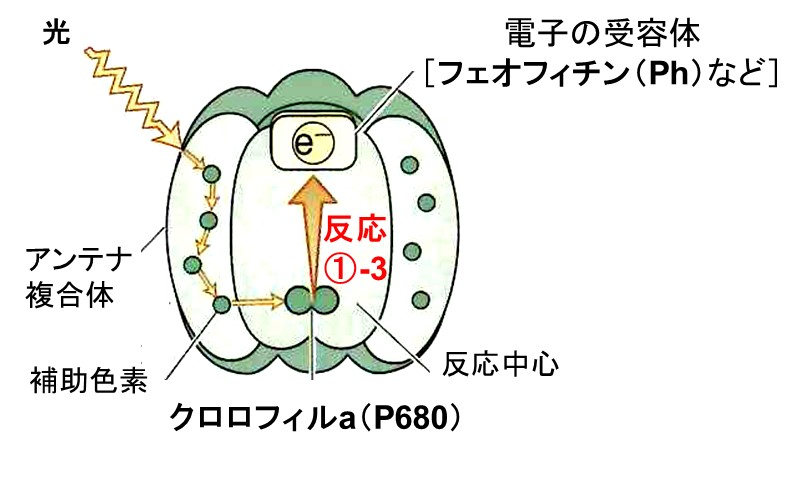 光
電子の受容体
[フェオフィチン(Ph)など]
e⁻
反応
①-3
アンテナ
複合体
補助色素
反応中心
クロロフィルa(P680)